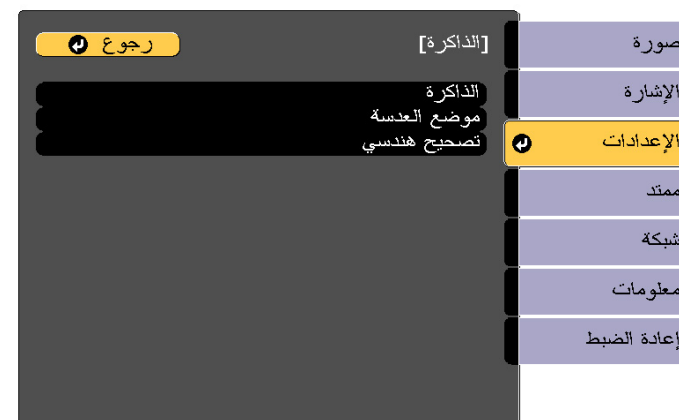 صورة
الإشارة
الإعدادات
ممتد
شبكة
معلومات
إعادة الضبط
[الذاكرة]
رجوع
الذاكرة
موضع العدسة
تصحيح هندسي